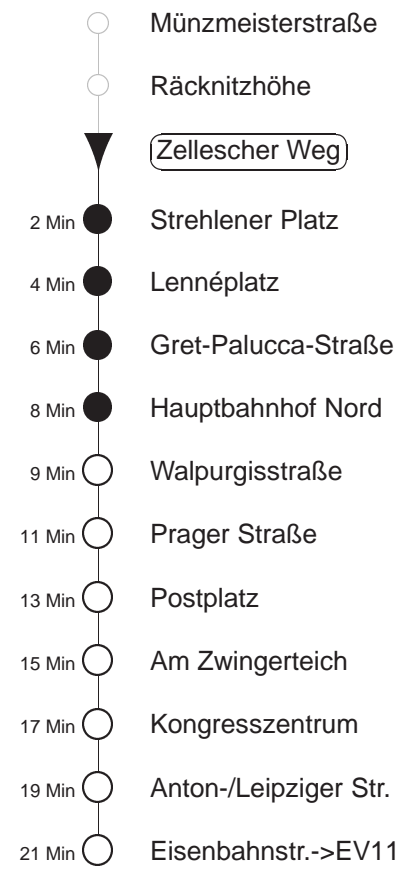 Münzmeisterstraße
Räcknitzhöhe
Zellescher Weg
2 Min Strehlener Platz
4 Min Lennéplatz
6 Min Gret-Palucca-Straße
8 Min Hauptbahnhof Nord
9 Min Walpurgisstraße
11 Min Prager Straße
13 Min Postplatz
15 Min Am Zwingerteich
17 Min Kongresszentrum
19 Min Anton-/Leipziger Str.
21 Min Eisenbahnstr.->EV11